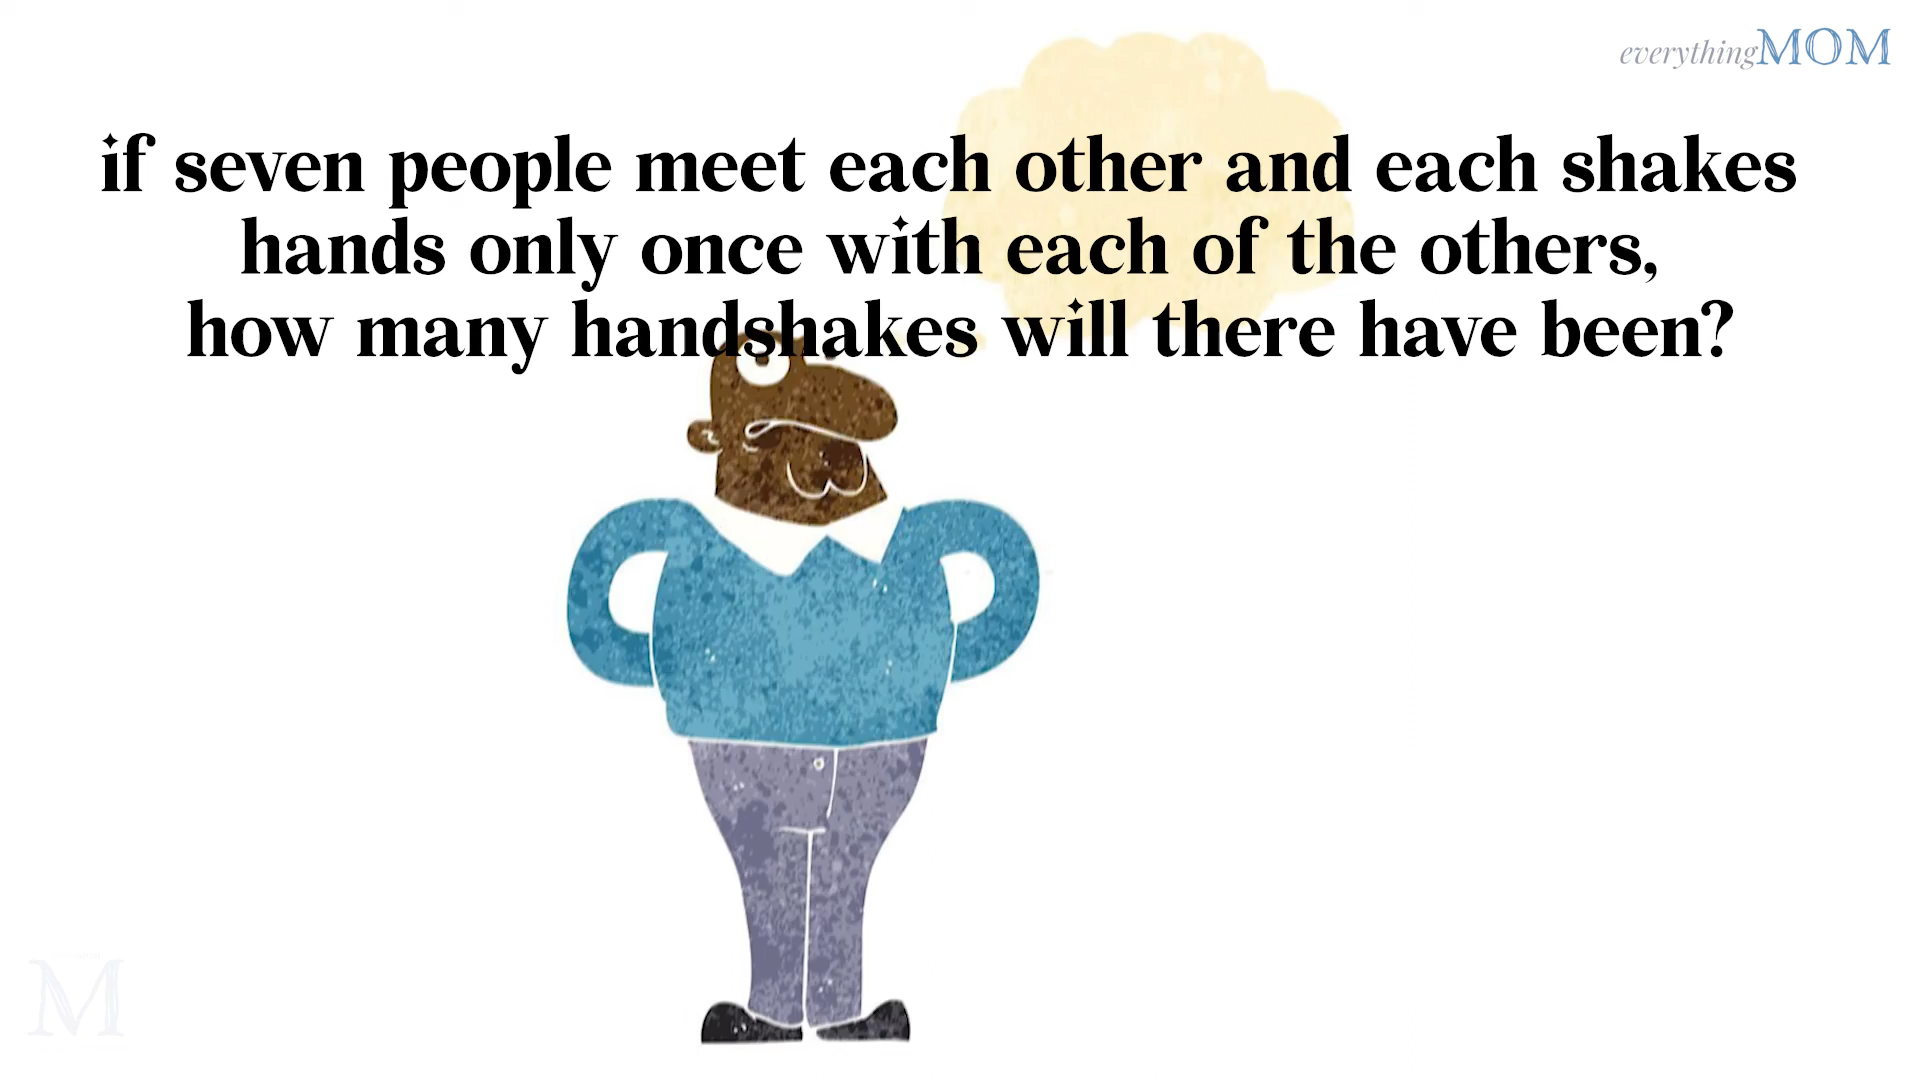 everythingMOM
if seven people meet each other and each shakes
hands only once with each of the others,
how many handshakes will there have been?
M